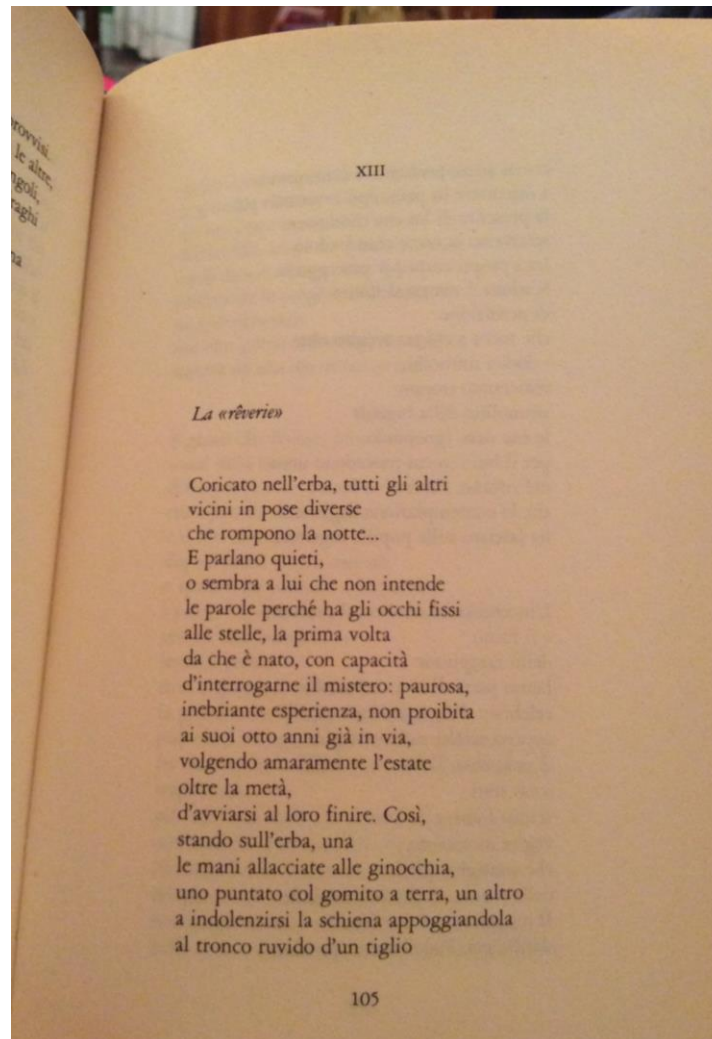 le altre,
XIII
La «rêverie»
Coricato nell'erba, tutti gli altri
vicini in pose diverse
che rompono la notte...
E parlano quieti,
o sembra a lui che non intende
le parole perché ha gli occhi fissi
alle stelle, la prima volta
da che è nato, con capacità
d'interrogarne il mistero: paurosa,
inebriante esperienza, non proibita
ai suoi otto anni già in via,
volgendo amaramente l'estate
oltre la metà,
d'avviarsi al loro finire. Così,
stando sull'erba, una
le mani allacciate alle ginocchia,
uno puntato col gomito a terra, un altro
a indolenzirsi la schiena appoggiandola
al tronco ruvido d'un tiglio
105